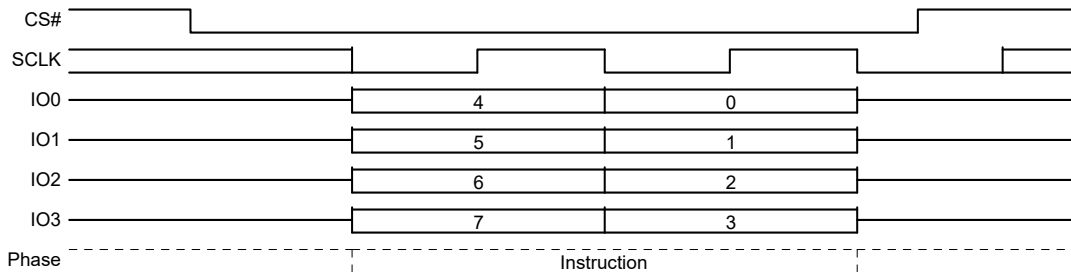 CS#
SCLK
IO0 4 0
IO1 5 1
IO2 6 2
IO3 7 3
Phase Instruction